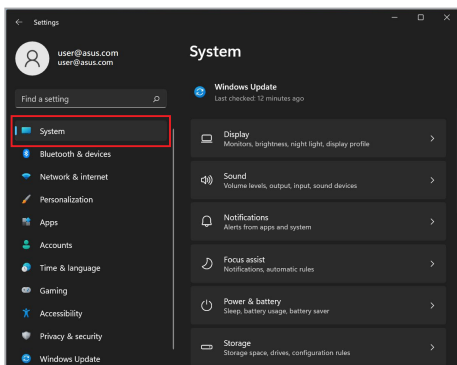 Settings
user@asus.com
user@asus.com
Find a setting
System
Bluetooth & devices
Network & internet
Personalization
Apps
Accounts
Time & language
Gaming
Accessibility
Privacy & security
Windows Update
System
Windows Update
Last checked: 12 minutes ago
Display
Monitors, brightness, night light, display profile
Sound
Volume levels, output, input, sound devices
Notifications
Alerts from apps and system
Focus assist
Notifications, automatic rules
Power & battery
Sleep, battery usage, battery saver
Storage
Storage space, drives, configuration rules